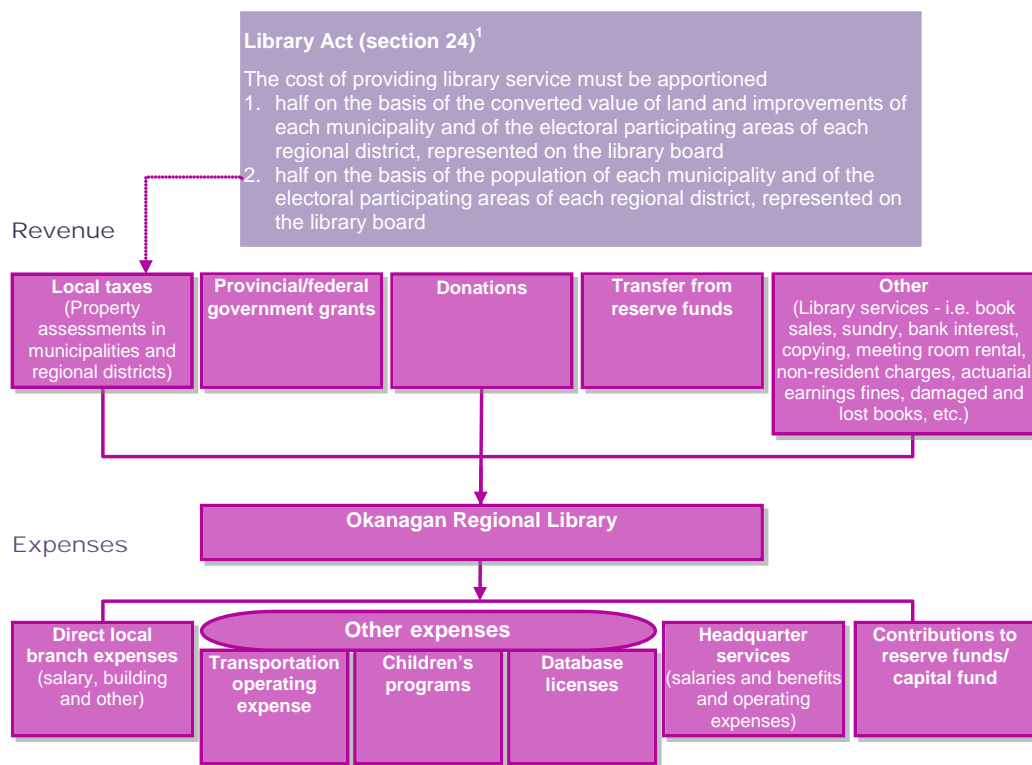 Library Act (section 24)1
The cost of providing library service must be apportioned
1. half on the basis of the converted value of land and improvements of
each municipality and of the electoral participating areas of each
regional district, represented on the library board
2. half on the basis of the population of each municipality and of the
electoral participating areas of each regional district, represented on
the library board
Revenue
Local taxes
(Property
assessments in
municipalities and
regional districts)
Provincial/federal
government grants
Donations
Transfer from
reserve funds
Other
(Library services - i.e. book
sales, sundry, bank interest,
copying, meeting room rental,
non-resident charges, actuarial
earnings fines, damaged and
lost books, etc.)
Okanagan Regional Library
Expenses
Direct local
branch expenses
(salary, building
and other)
Other expenses
Transportation
operating
expense
Children's
programs
Database
licenses
Headquarter
services
(salaries and benefits
and operating
expenses)
Contributions to
reserve funds/
capital fund